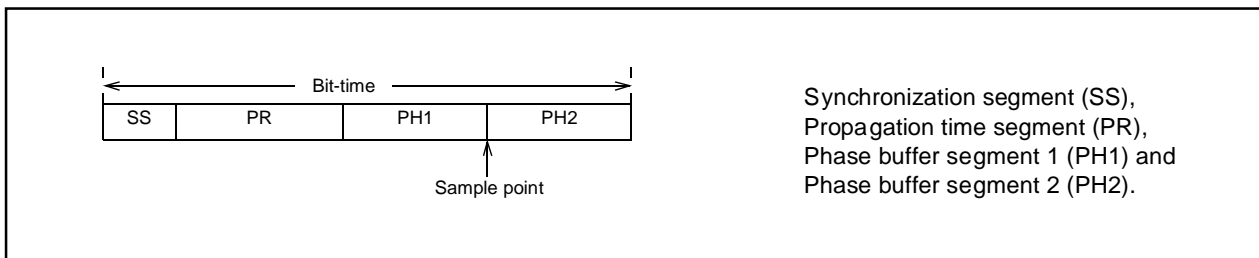 Bit-time
SS PR PH1 PH2
Sample point
Synchronization segment (SS),
Propagation time segment (PR),
Phase buffer segment 1 (PH1) and
Phase buffer segment 2 (PH2).